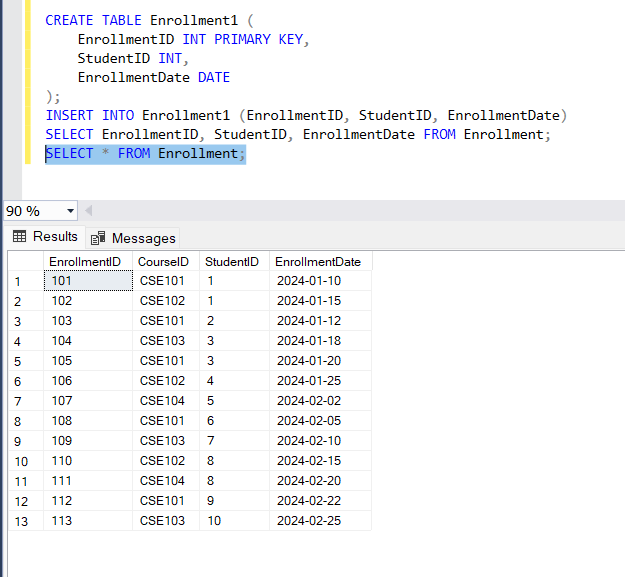 CREATE TABLE Enrollment1 (
EnrollmentID INT PRIMARY KEY,
StudentID INT,
EnrollmentDate DATE
);
INSERT INTO Enrollment1 (EnrollmentID, StudentID, EnrollmentDate)
SELECT EnrollmentID, StudentID, EnrollmentDate FROM Enrollment;
SELECT * FROM Enrollment;
90 %
Results Messages
EnrollmentID CourseID StudentID EnrollmentDate
1 101 CSE101 1 2024-01-10
2 102 CSE102 1 2024-01-15
3 103 CSE101 2 2024-01-12
4 104 CSE103 3 2024-01-18
5 105 CSE101 3 2024-01-20
6 106 CSE102 4 2024-01-25
7 107 CSE104 5 2024-02-02
8 108 CSE101 6 2024-02-05
9 109 CSE103 7 2024-02-10
10 110 CSE102 8 2024-02-15
11 111 CSE104 8 2024-02-20
12 112 CSE101 9 2024-02-22
13 113 CSE103 10 2024-02-25